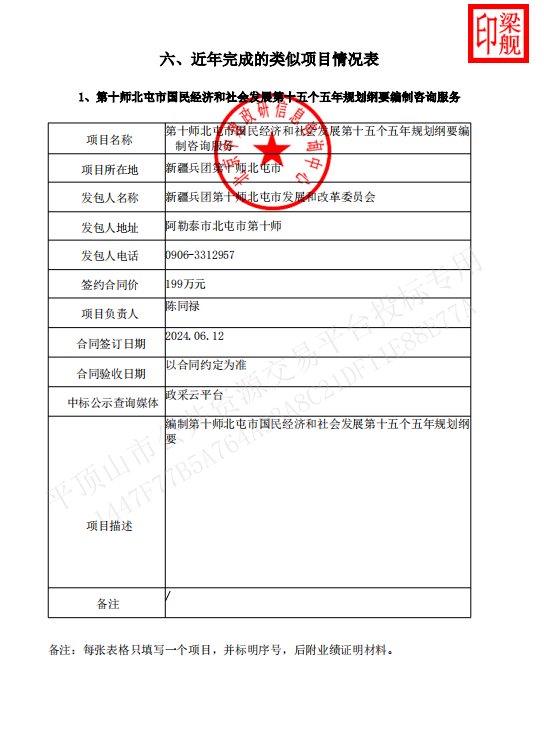 梁舰印
六、近年完成的类似项目情况表
1、第十师北屯市国民经济和社会发展第十五个五年规划纲要编制咨询服务
项目名称 第十师北屯市国民经济和社会发展第十五个五年规划纲要编
制咨询服务
项目所在地 新疆兵团第十师北屯市
发包人名称 新疆兵团第十师北屯市发展和改革委员会
发包人地址 阿勒泰市北屯市第十师
发包人电话 0906-3312957
签约合同价 199万元
项目负责人 陈同禄
合同签订日期 2024.06.12
合同验收日期 以合同约定为准
中标公示查询媒体 政采云平台
项目描述 编制第十师北屯市国民经济和社会发展第十五个五年规划纲
要
备注 /
备注：每张表格只填写一个项目，并标明序号，后附业绩证明材料。